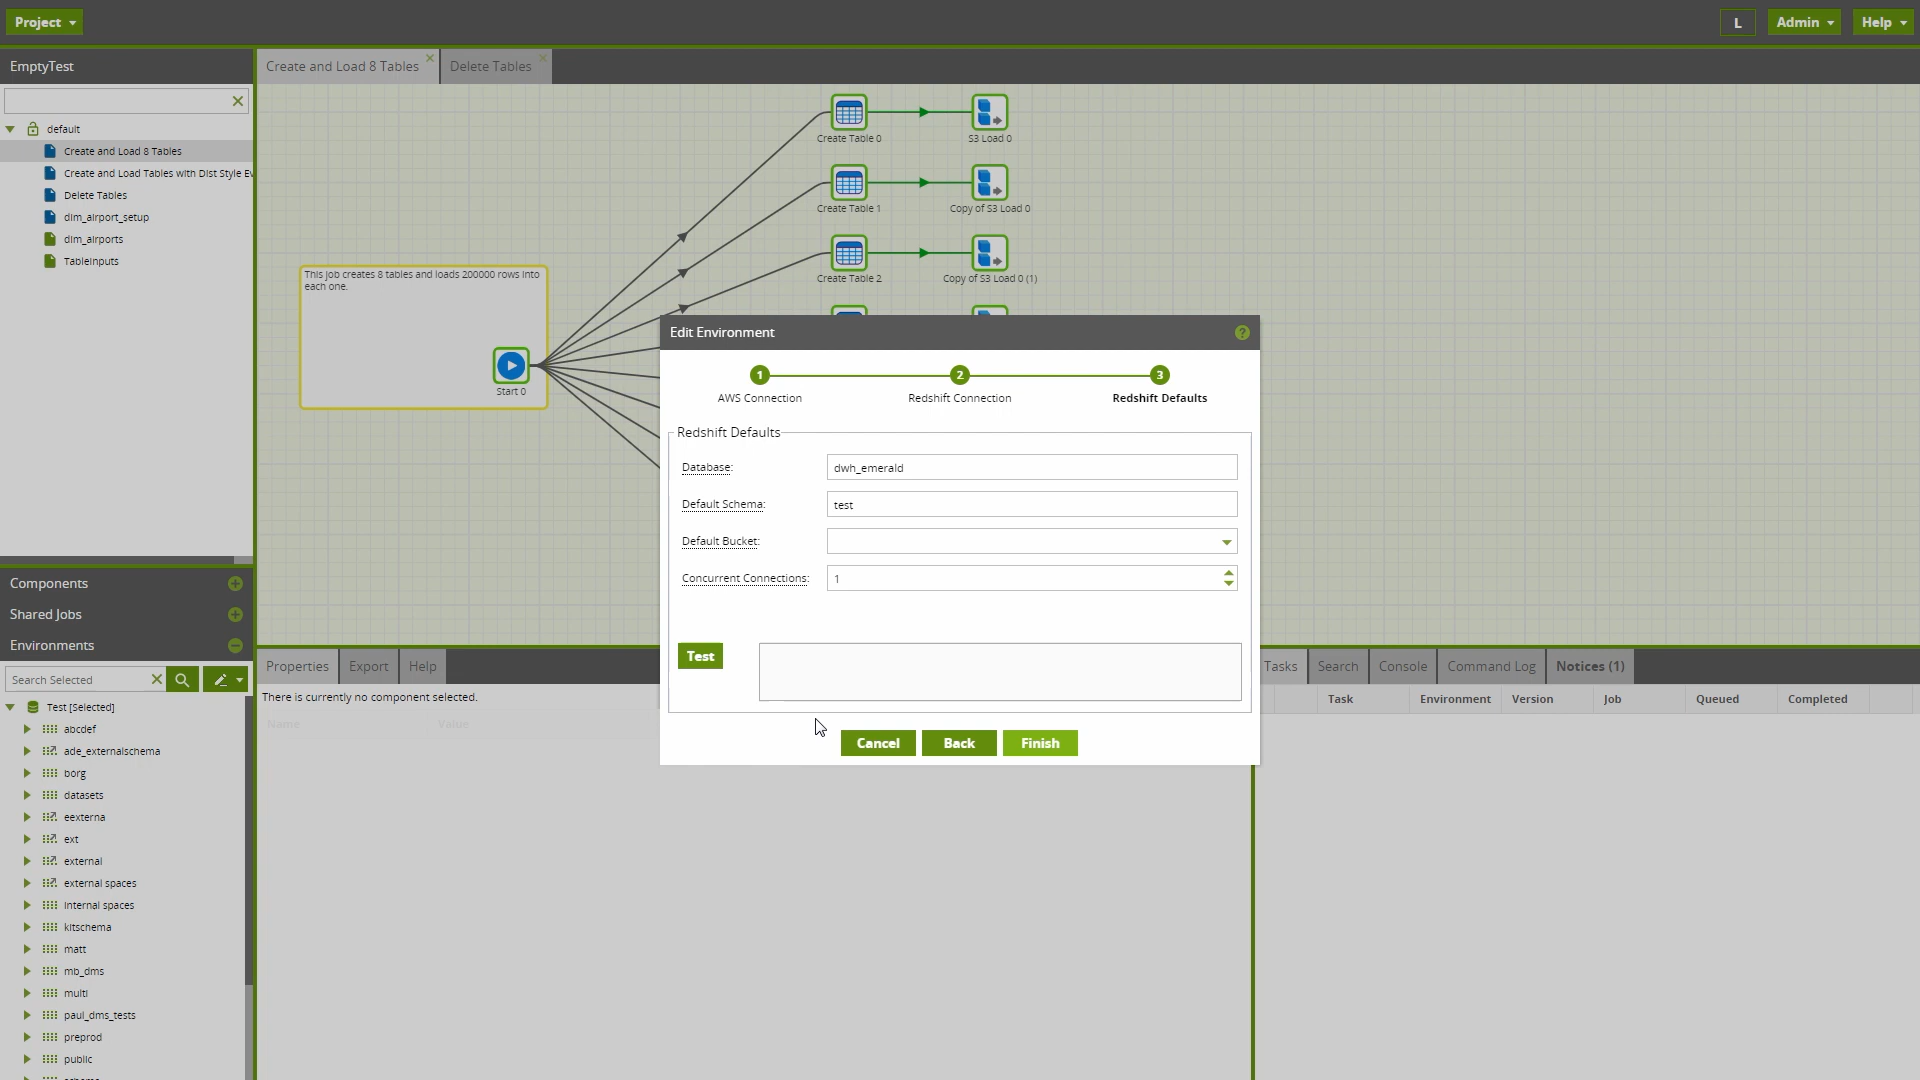 Project
L
Admin
Help
EmptyTest
Create and Load 8 Tables
Delete Tables
default
Create and Load 8 Tables
Create and Load Tables with Dist Style Ev
Delete Tables
dim_airport_setup
dim_airports
TableInputs
Create Table 0
S3 Load 0
Create Table 1
Copy of S3 Load 0
Create Table 2
Copy of S3 Load 0 (1)
This job creates 8 tables and loads 200000 rows into
each one.
Start 0
Edit Environment
?
1
2
3
AWS Connection
Redshift Connection
Redshift Defaults
Redshift Defaults
Database:
dwh_emerald
Default Schema:
test
Default Bucket:
Concurrent Connections:
1
Test
Cancel
Back
Finish
Components
Shared Jobs
Environments
Search Selected
Test [Selected]
abcdef
ade_externalschema
borg
datasets
eexterna
ext
external
external spaces
internal spaces
kitschema
matt
mb_dms
multi
paul_dms_tests
preprod
public
Properties
Export
Help
There is currently no component selected.
Name
Value
Tasks
Search
Console
Command Log
Notices (1)
Task
Environment
Version
Job
Queued
Completed